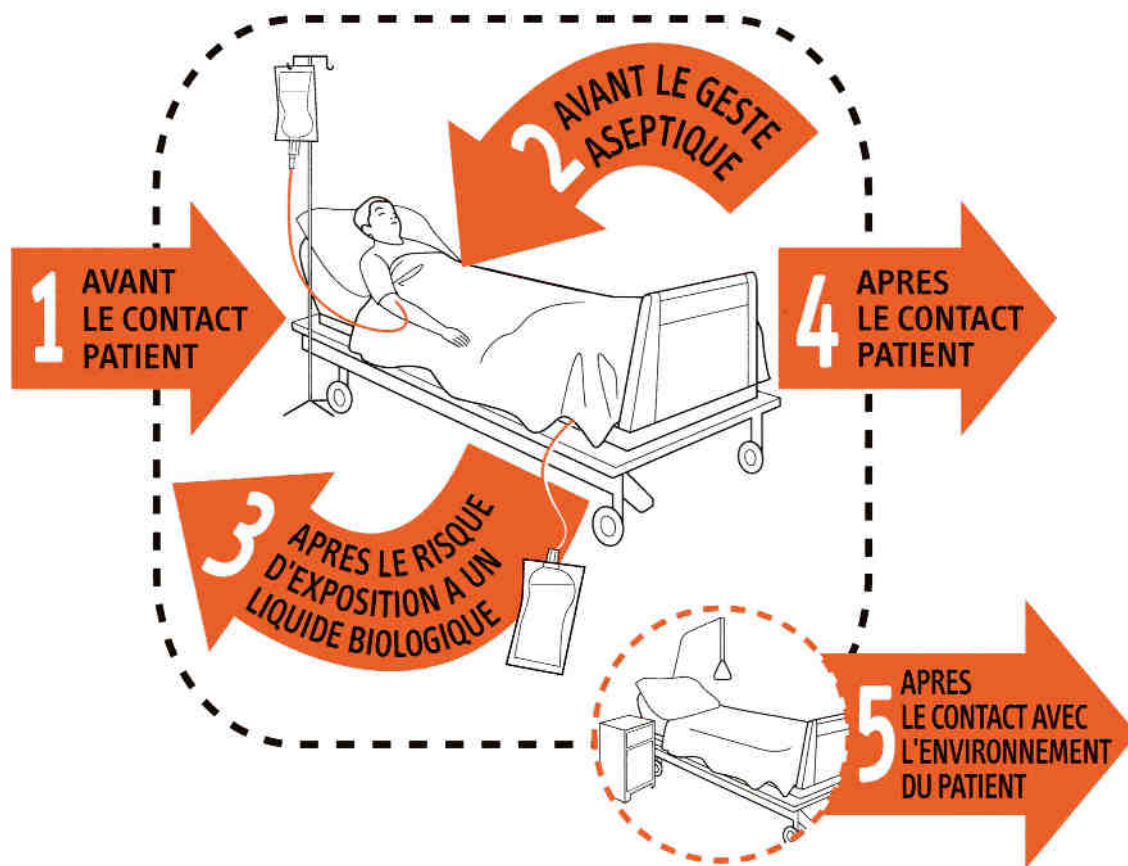 1
AVANT
LE CONTACT
PATIENT
2
AVANT LE GESTE
ASEPTIQUE
3
APRES LE RISQUE
D'EXPOSITION A UN
LIQUIDE BIOLOGIQUE
4
APRES
LE CONTACT
PATIENT
5
APRES
LE CONTACT AVEC
L'ENVIRONNEMENT
DU PATIENT